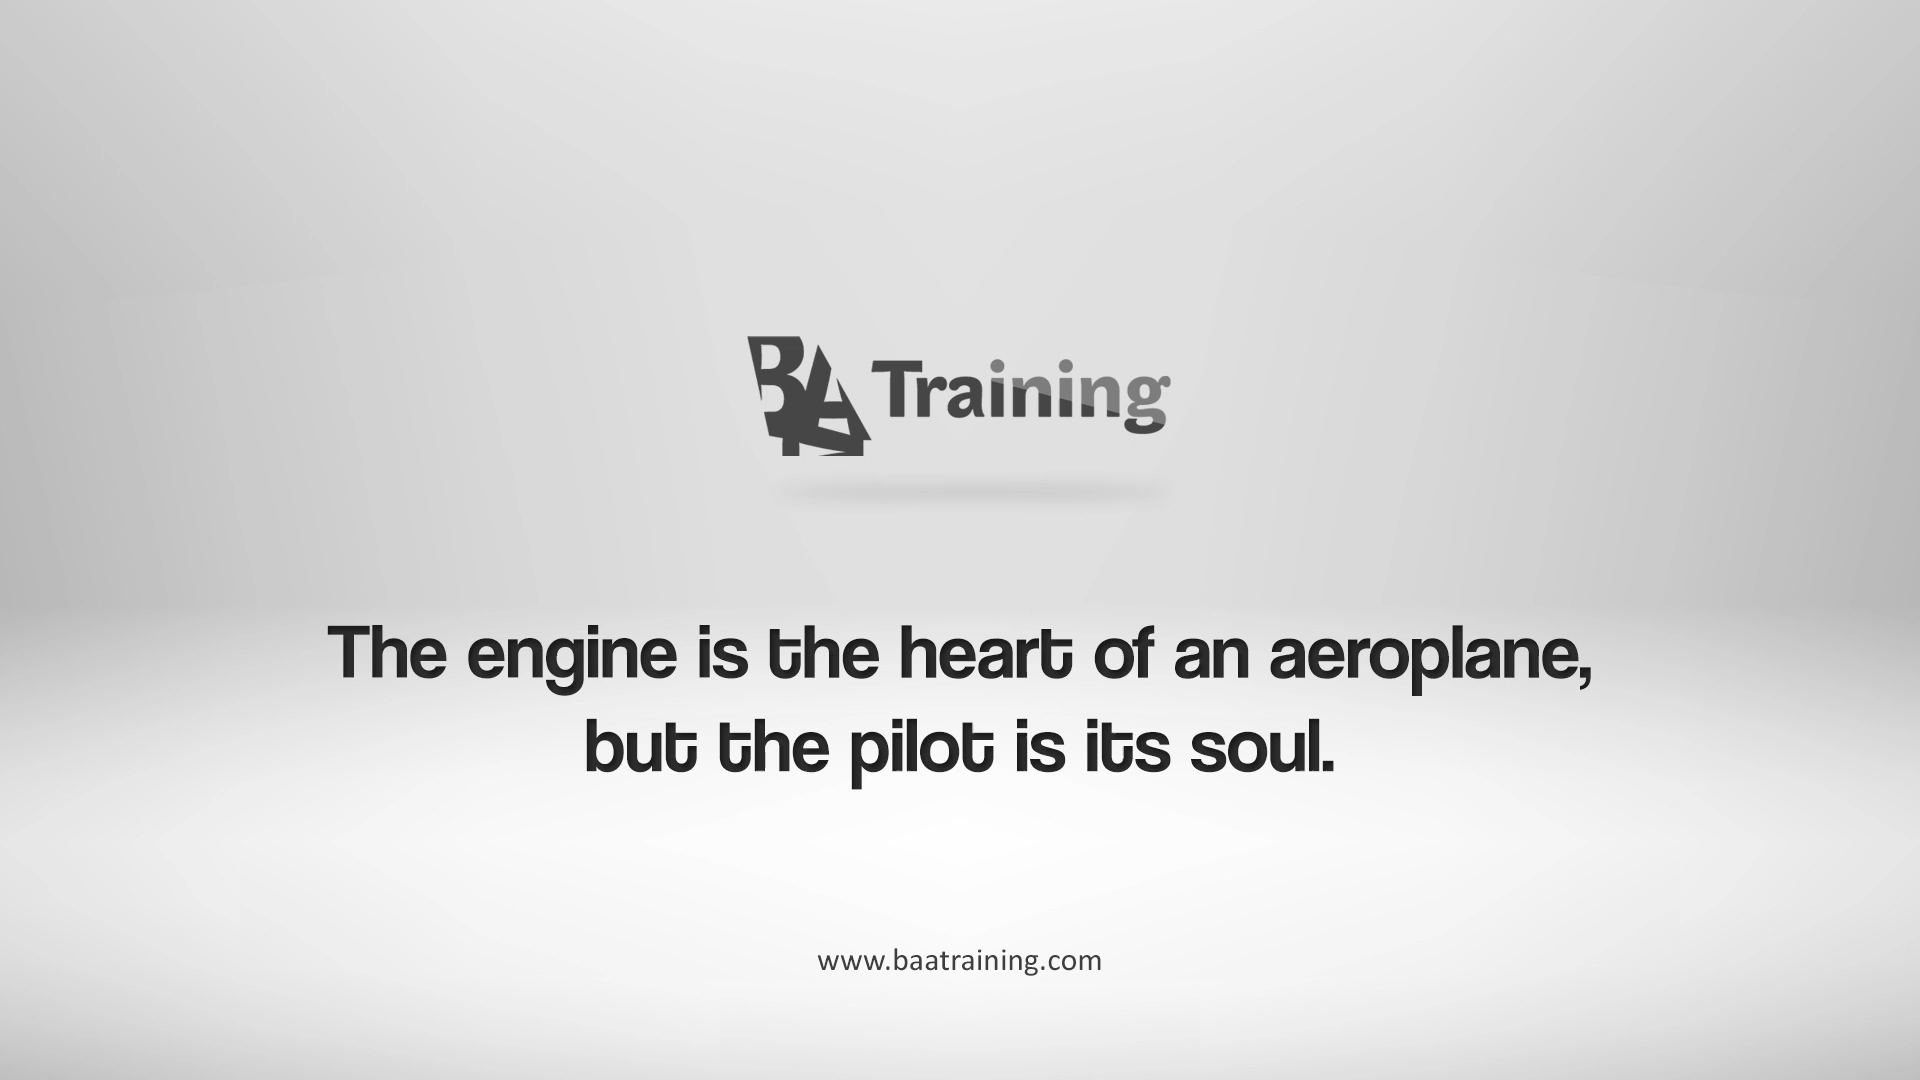 BAA Training
The engine is the heart of an aeroplane,
but the pilot is its soul.
www.baatraining.com